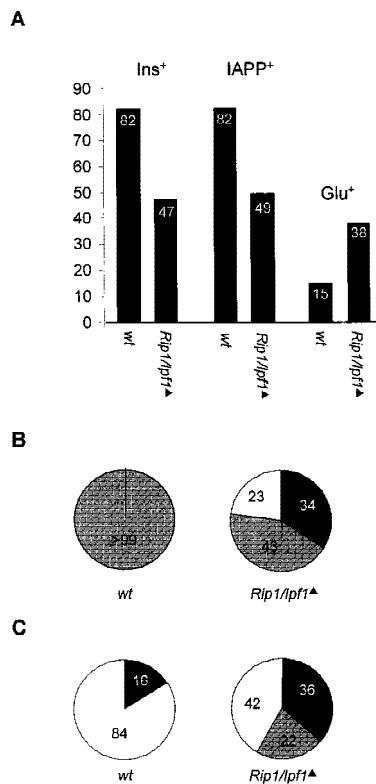 A
Ins+ IAPP+
Glu+
90
80
70
60
50
40
30
20
10
0
82
47
82
49
15
38
wt
Rip1/Ipf1▲
wt
Rip1/Ipf1▲
wt
Rip1/Ipf1▲
B
23 34
wt Rip1/Ipf1▲
C
16
84
42 36
wt Rip1/Ipf1▲